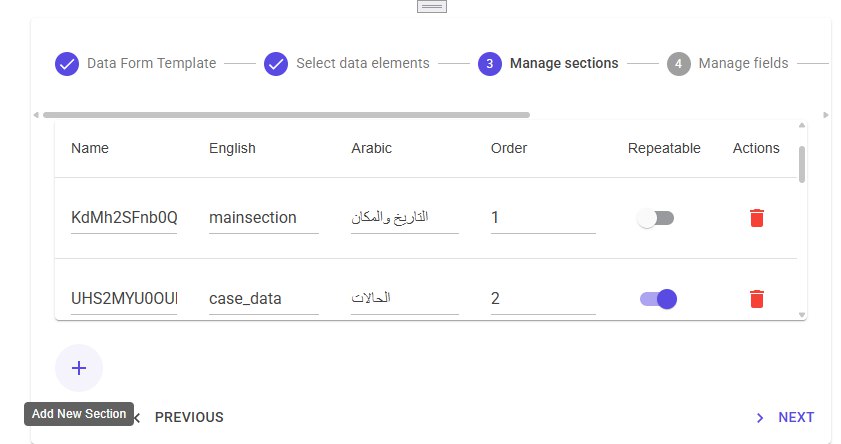 Data Form Template Select data elements 3 Manage sections 4 Manage fields
Name English Arabic Order Repeatable Actions
KdMh2SFnb0Q mainsection التاريخ والمكان 1
UHS2MYU0OUI case_data الحالات 2
+
Add New Section
PREVIOUS NEXT